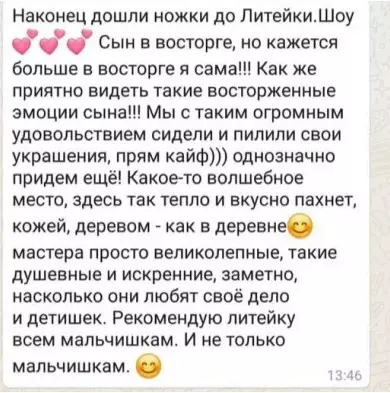 Наконец дошли ножки до Литейки.Шоу
💕💕💕 Сын в восторге, но кажется
больше в восторге я сама!!! Как же
приятно видеть такие восторженные
эмоции сына!!! Мы с таким огромным
удовольствием сидели и пилили свои
украшения, прям кайф))) однозначно
придем ещё! Какое-то волшебное
место, здесь так тепло и вкусно пахнет,
кожей, деревом - как в деревне😊
мастера просто великолепные, такие
душевные и искренние, заметно,
насколько они любят своё дело
и детишек. Рекомендую литейку
всем мальчишкам. И не только
мальчишкам. 😊
13:46